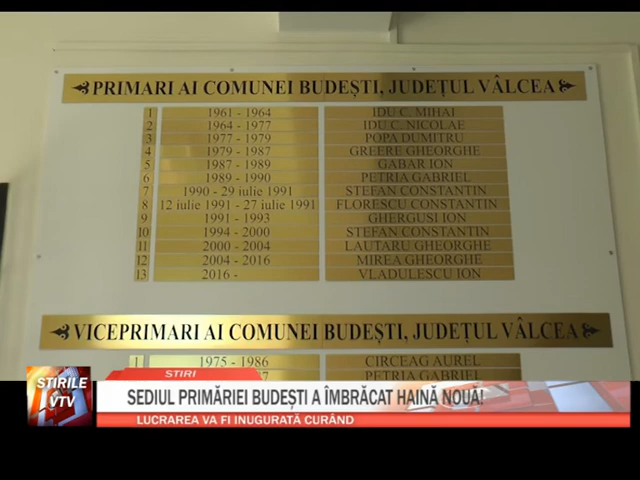 PRIMARI AI COMUNEI BUDEȘTI, JUDEȚUL VÂLCEA
1 1961 - 1964 IDU C. MIHAI
2 1964 - 1977 IDU C. NICOLAE
3 1977 - 1979 POPA DUMITRU
4 1979 - 1987 GREERE GHEORGHE
5 1987 - 1989 GABAR ION
6 1989 - 1990 PETRIA GABRIEL
7 1990 - 29 iulie 1991 STEFAN CONSTANTIN
8 12 iulie 1991 - 27 iulie 1991 FLORESCU CONSTANTIN
9 1991 - 1993 GHERGUSI ION
10 1994 - 2000 STEFAN CONSTANTIN
11 2000 - 2004 LAUTARU GHEORGHE
12 2004 - 2016 MIREA GHEORGHE
13 2016 - VLADULESCU ION
VICEPRIMARI AI COMUNEI BUDEȘTI, JUDEȚUL VÂLCEA
1 1975 - 1986 CIRCEAG AUREL
7 PETRIA GABRIEL
STIRI
STIRILE
VTV
SEDIUL PRIMĂRIEI BUDEȘTI A ÎMBRĂCAT HAINĂ NOUĂ!
LUCRAREA VA FI INUGURATĂ CURÂND